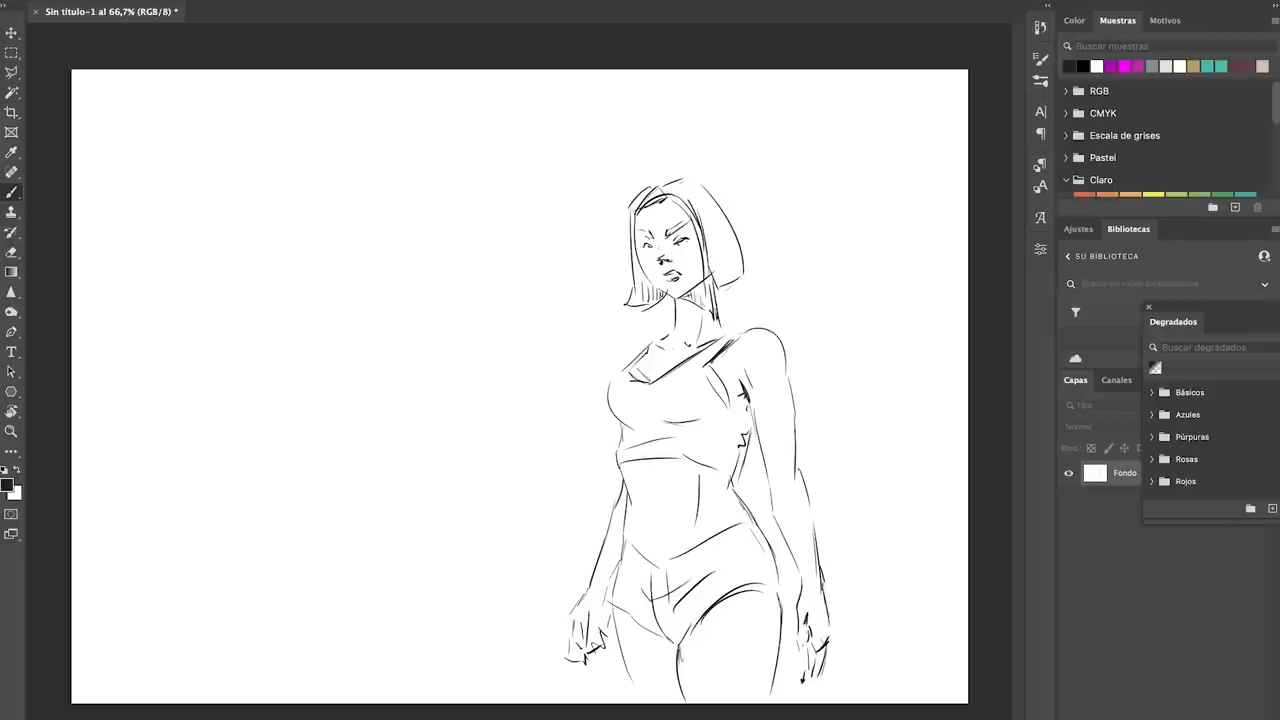 Sin título-1 al 66,7% (RGB/8) *
Color Muestras Motivos
Buscar muestras
RGB
CMYK
Escala de grises
Pastel
Claro
Ajustes Bibliotecas
SU BIBLIOTECA
Degradados
Buscar degradados
Básicos
Azules
Púrpuras
Rosas
Rojos
Capas Canales
Tipo
Normal
Bloq.:
Fondo